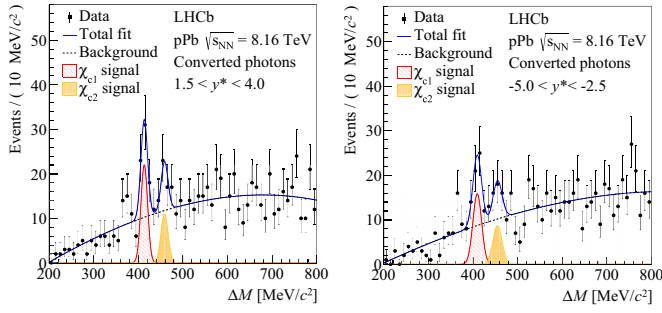 Data
Total fit
Background
χc1 signal
χc2 signal
LHCb
pPb √sNN = 8.16 TeV
Converted photons
1.5 < y* < 4.0
Events / ( 10 MeV/c² )
50
40
30
20
10
0
200 300 400 500 600 700 800
ΔM [MeV/c²]
Data
Total fit
Background
χc1 signal
χc2 signal
LHCb
pPb √sNN = 8.16 TeV
Converted photons
-5.0 < y* < -2.5
Events / ( 10 MeV/c² )
50
40
30
20
10
0
200 300 400 500 600 700 800
ΔM [MeV/c²]